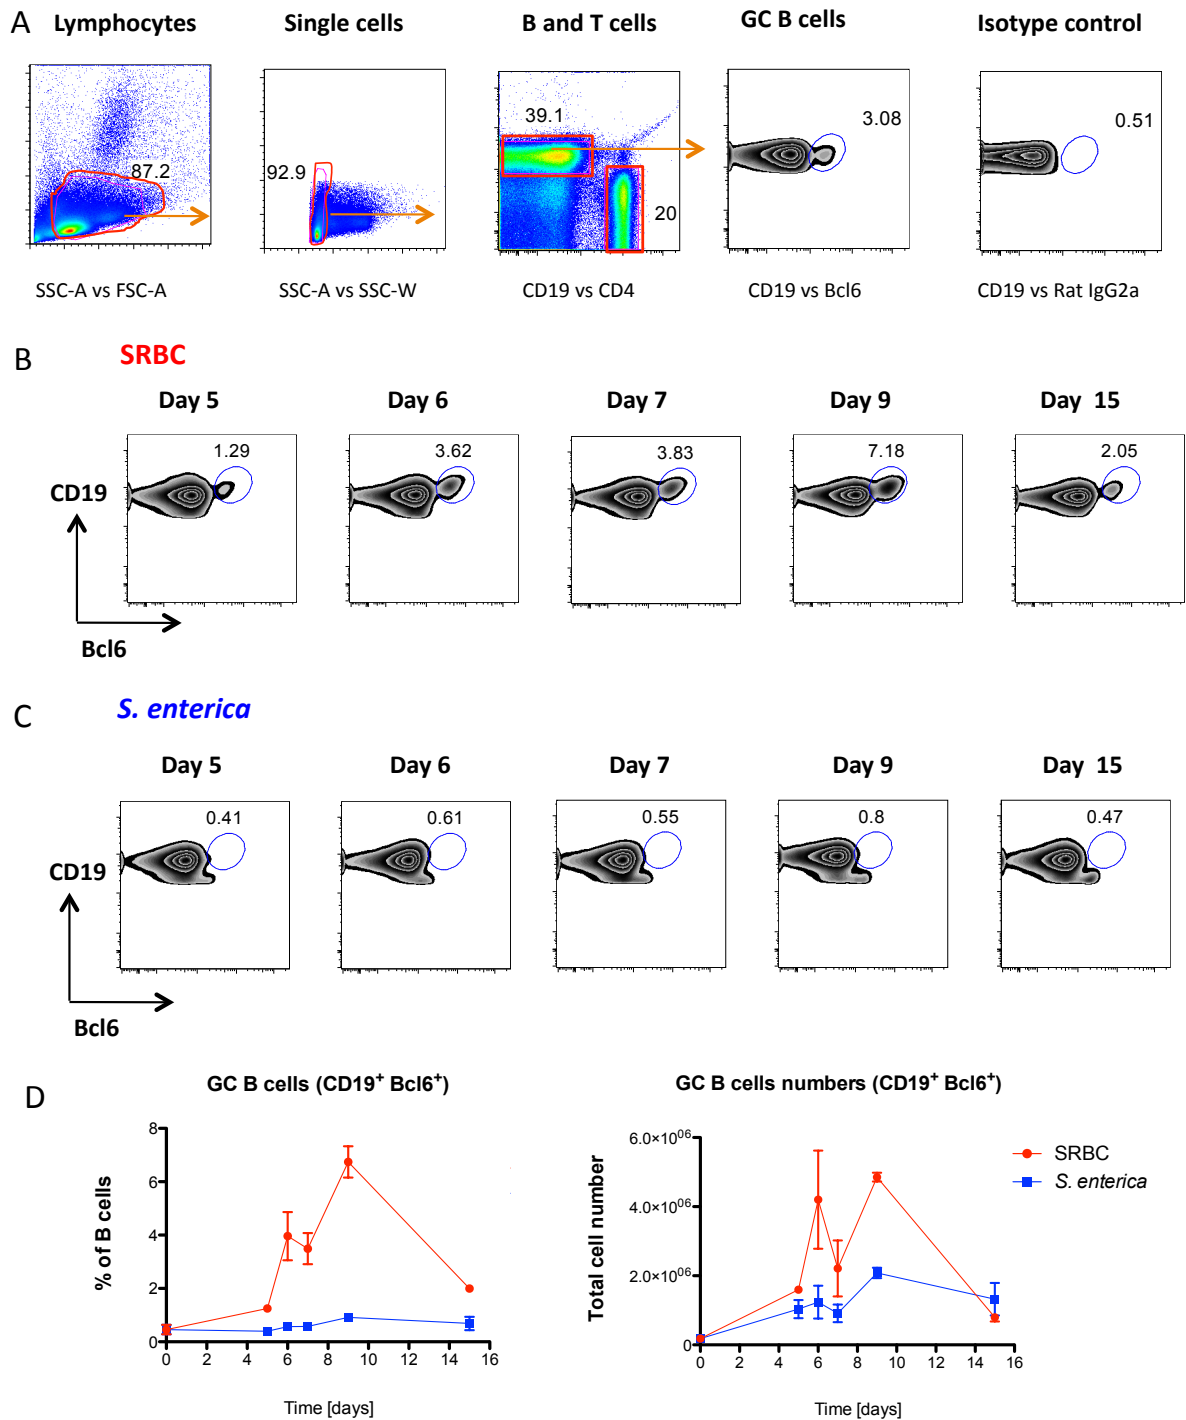 A
Lymphocytes
Single cells
B and T cells
GC B cells
Isotype control
87.2
92.9
39.1
20
3.08
0.51
SSC-A vs FSC-A
SSC-A vs SSC-W
CD19 vs CD4
CD19 vs Bcl6
CD19 vs Rat IgG2a
B
SRBC
Day 5
Day 6
Day 7
Day 9
Day 15
1.29
3.62
3.83
7.18
2.05
CD19
Bcl6
C
S. enterica
Day 5
Day 6
Day 7
Day 9
Day 15
0.41
0.61
0.55
0.8
0.47
CD19
Bcl6
D
GC B cells (CD19⁺ Bcl6⁺)
% of B cells
8
6
4
2
0
0 2 4 6 8 10 12 14 16
Time [days]
GC B cells numbers (CD19⁺ Bcl6⁺)
Total cell number
6.0×10⁰⁶
4.0×10⁰⁶
2.0×10⁰⁶
0
0 2 4 6 8 10 12 14 16
Time [days]
SRBC
S. enterica